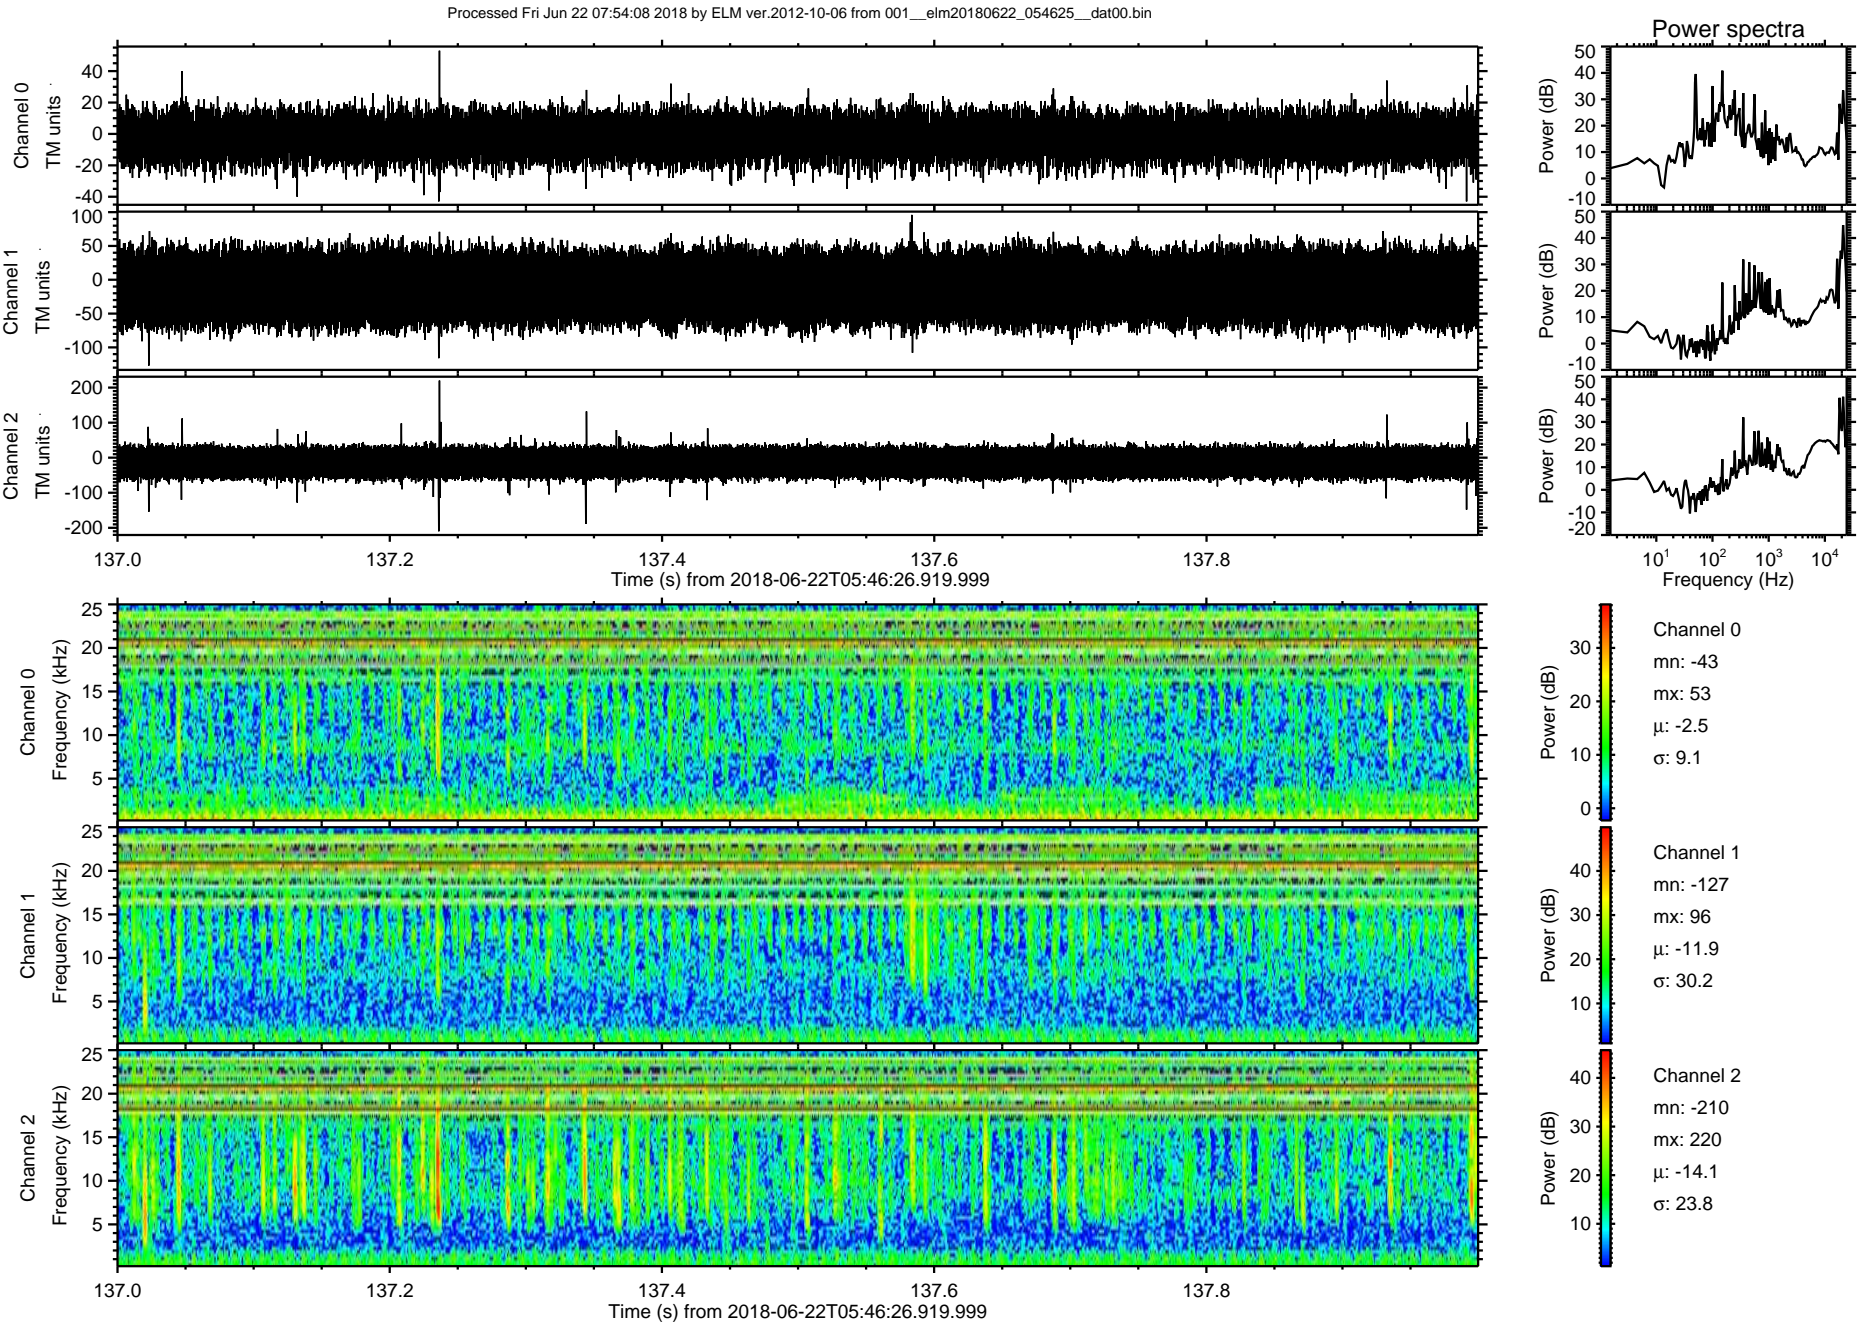 Processed Fri Jun 22 07:54:08 2018 by ELM ver.2012-10-06 from 001__elm20180622_054625__dat00.bin
Power spectra
Channel 0
TM units
40
20
0
-20
-40
Power (dB)
50
40
30
20
10
0
-10
Channel 1
TM units
100
50
0
-50
-100
Power (dB)
50
40
30
20
10
0
-10
Channel 2
TM units
200
100
0
-100
-200
Power (dB)
50
40
30
20
10
0
-10
-20
137.0 137.2 137.4 137.6 137.8
Time (s) from 2018-06-22T05:46:26.919.999
10¹ 10² 10³ 10⁴
Frequency (Hz)
Channel 0
Frequency (kHz)
25
20
15
10
5
Power (dB)
30
20
10
0
Channel 0
mn: -43
mx: 53
μ: -2.5
σ: 9.1
Channel 1
Frequency (kHz)
25
20
15
10
5
Power (dB)
40
30
20
10
Channel 1
mn: -127
mx: 96
μ: -11.9
σ: 30.2
Channel 2
Frequency (kHz)
25
20
15
10
5
Power (dB)
40
30
20
10
Channel 2
mn: -210
mx: 220
μ: -14.1
σ: 23.8
137.0 137.2 137.4 137.6 137.8
Time (s) from 2018-06-22T05:46:26.919.999